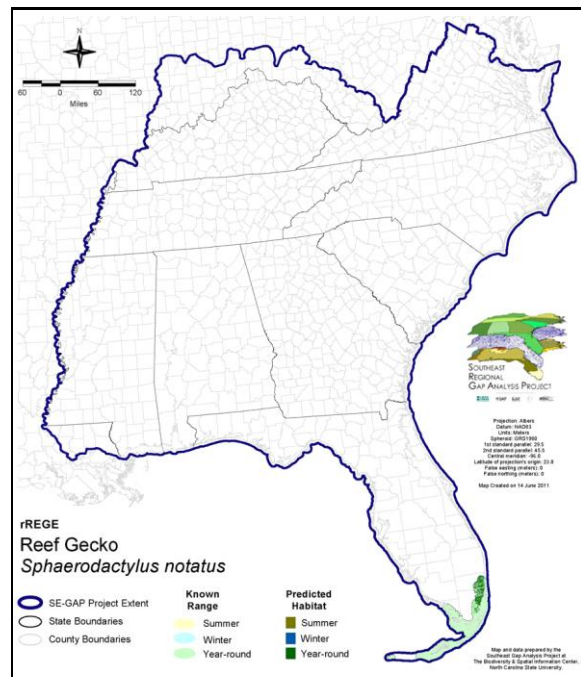 N
60 0 60 120
Miles
SOUTHEAST
REGIONAL
GAP ANALYSIS PROJECT
Projection: Albers
Datum: NAD83
Units: Meters
Spheroid: GRS1980
1st standard parallel: 29.5
2nd standard parallel: 45.5
Central meridian: -96.0
Latitude of projection's origin: 23.0
False easting (meters): 0
False northing (meters): 0
Map Created on 14 June 2011
rREGE
Reef Gecko
Sphaerodactylus notatus
SE-GAP Project Extent
State Boundaries
County Boundaries
Known
Range
Summer
Winter
Year-round
Predicted
Habitat
Summer
Winter
Year-round
Map and data prepared by the
Southeast Gap Analysis Project at
The Biodiversity & Spatial Information Center,
North Carolina State University.